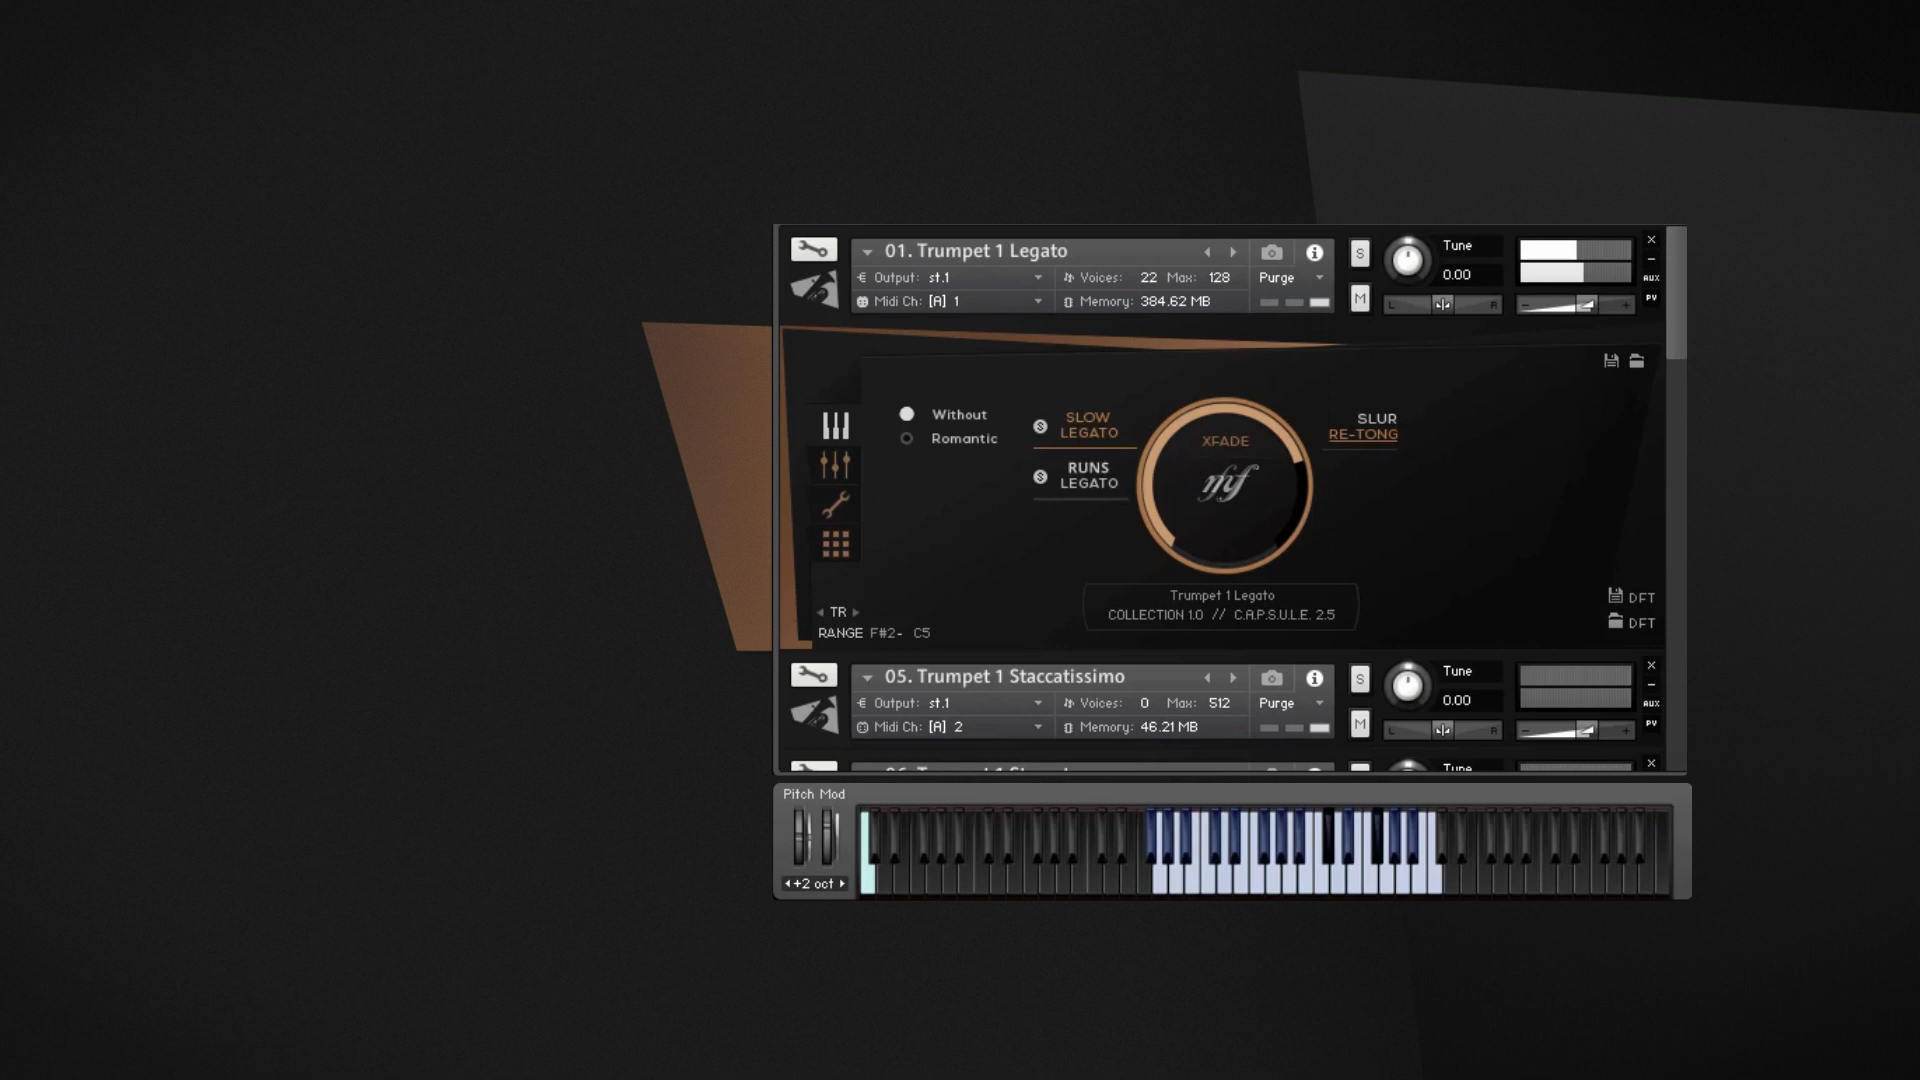 01. Trumpet 1 Legato
Output: st.1
Voices: 22 Max: 128
Purge
Midi Ch: [A] 1
Memory: 384.62 MB
S
M
Tune
0.00
L R
- +
×
AUX
PV
Without
Romantic
SLOW
LEGATO
RUNS
LEGATO
XFADE
mf
SLUR
RE-TONG
Trumpet 1 Legato
COLLECTION 1.0 // C.A.P.S.U.L.E. 2.5
TR
RANGE F#2- C5
DFT
DFT
05. Trumpet 1 Staccatissimo
Output: st.1
Voices: 0 Max: 512
Purge
Midi Ch: [A] 2
Memory: 46.21 MB
S
M
Tune
0.00
L R
- +
×
AUX
PV
Tune
×
Pitch Mod
+2 oct